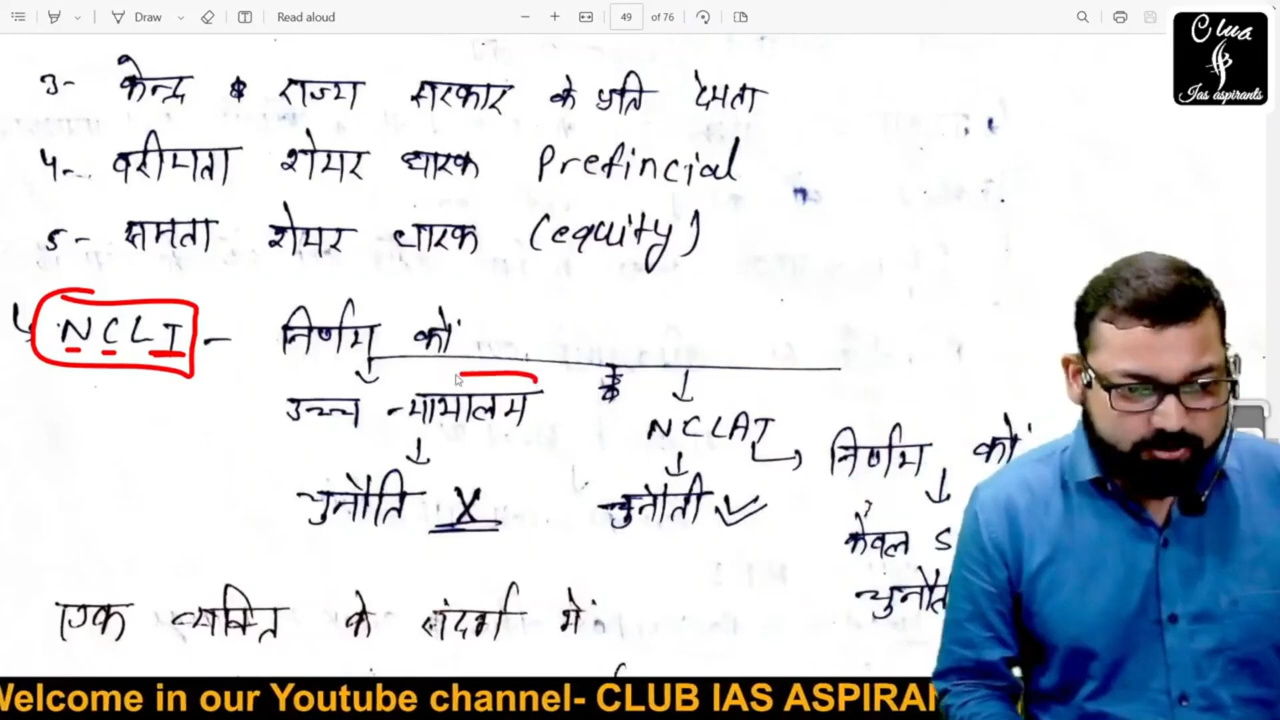 Draw
Read aloud
49 of 76
Club
Ias aspirants
3- केन्द्र राज्य सरकार के प्रति देयता
4- वरीयता शेयर धारक Prefincial
5- समता शेयर धारक (equity)
NCLT - निर्णय को
उच्च न्यायालय
NCLAT
निर्णय को
चुनौति X
चुनौती
केवल S
एक व्यक्ति के संदर्भ में
Welcome in our Youtube channel- CLUB IAS ASPIRAN